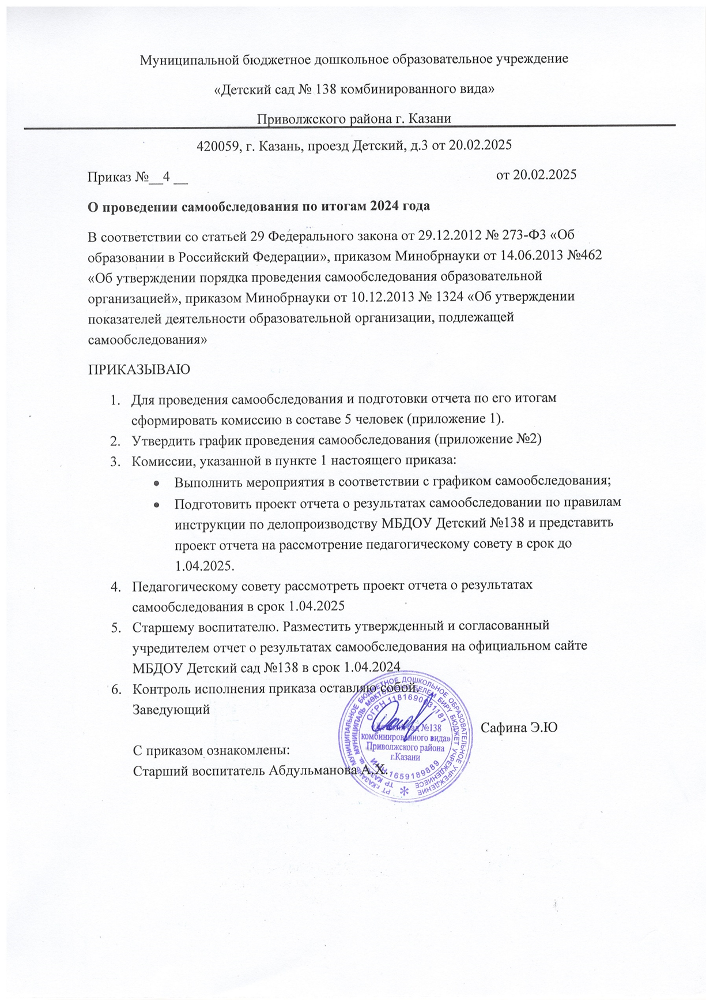 Муниципальной бюджетное дошкольное образовательное учреждение
«Детский сад № 138 комбинированного вида»
Приволжского района г. Казани
420059, г. Казань, проезд Детский, д.3 от 20.02.2025
Приказ №__4 __ от 20.02.2025
О проведении самообследования по итогам 2024 года
В соответствии со статьей 29 Федерального закона от 29.12.2012 № 273-ФЗ «Об
образовании в Российский Федерации», приказом Минобрнауки от 14.06.2013 №462
«Об утверждении порядка проведения самообследования образовательной
организацией», приказом Минобрнауки от 10.12.2013 № 1324 «Об утверждении
показателей деятельности образовательной организации, подлежащей
самообследования»
ПРИКАЗЫВАЮ
1. Для проведения самообследования и подготовки отчета по его итогам
сформировать комиссию в составе 5 человек (приложение 1).
2. Утвердить график проведения самообследования (приложение №2)
3. Комиссии, указанной в пункте 1 настоящего приказа:
• Выполнить мероприятия в соответствии с графиком самообследования;
• Подготовить проект отчета о результатах самообследовании по правилам
инструкции по делопроизводству МБДОУ Детский №138 и представить
проект отчета на рассмотрение педагогическому совету в срок до
1.04.2025.
4. Педагогическому совету рассмотреть проект отчета о результатах
самообследования в срок 1.04.2025
5. Старшему воспитателю. Разместить утвержденный и согласованный
учредителем отчет о результатах самообследования на официальном сайте
МБДОУ Детский сад №138 в срок 1.04.2024
6. Контроль исполнения приказа оставляю собой.
Заведующий
Сафина Э.Ю
С приказом ознакомлены:
Старший воспитатель Абдульманова А.Х.
МУНИЦИПАЛЬНОЕ БЮДЖЕТНОЕ ДОШКОЛЬНОЕ ОБРАЗОВАТЕЛЬНОЕ УЧРЕЖДЕНИЕ
РТ г.КАЗАНЬ
БЕЛЕМ БИРҮ БЮДЖЕТ УЧРЕЖДЕНИЕСЕ
ОГРН 1181690031181
«Детский сад №138
комбинированного вида»
Приволжского района
г.Казани
ИНН 1659189889